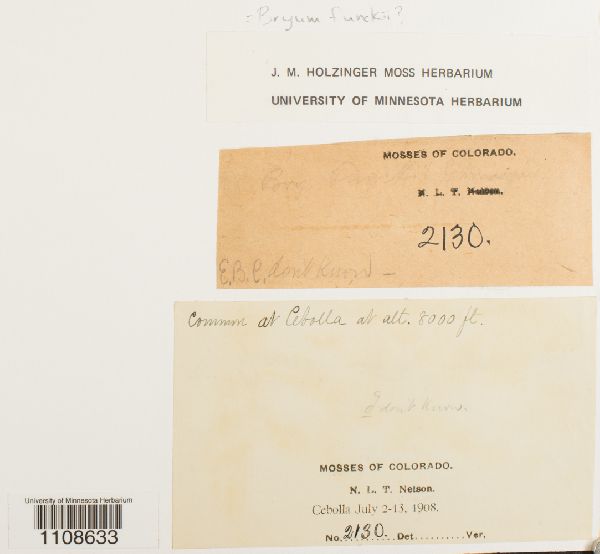 = Bryum funckii?
J. M. HOLZINGER MOSS HERBARIUM
UNIVERSITY OF MINNESOTA HERBARIUM
MOSSES OF COLORADO.
N. L. T. Nelson.
2130.
E.B.C. don't know —
Common at Cebolla at alt. 8000 ft.
I don't know.
MOSSES OF COLORADO.
N. L. T. Nelson.
Cebolla July 2-13, 1908.
No. 2130. Det..........Ver.
University of Minnesota Herbarium
1108633